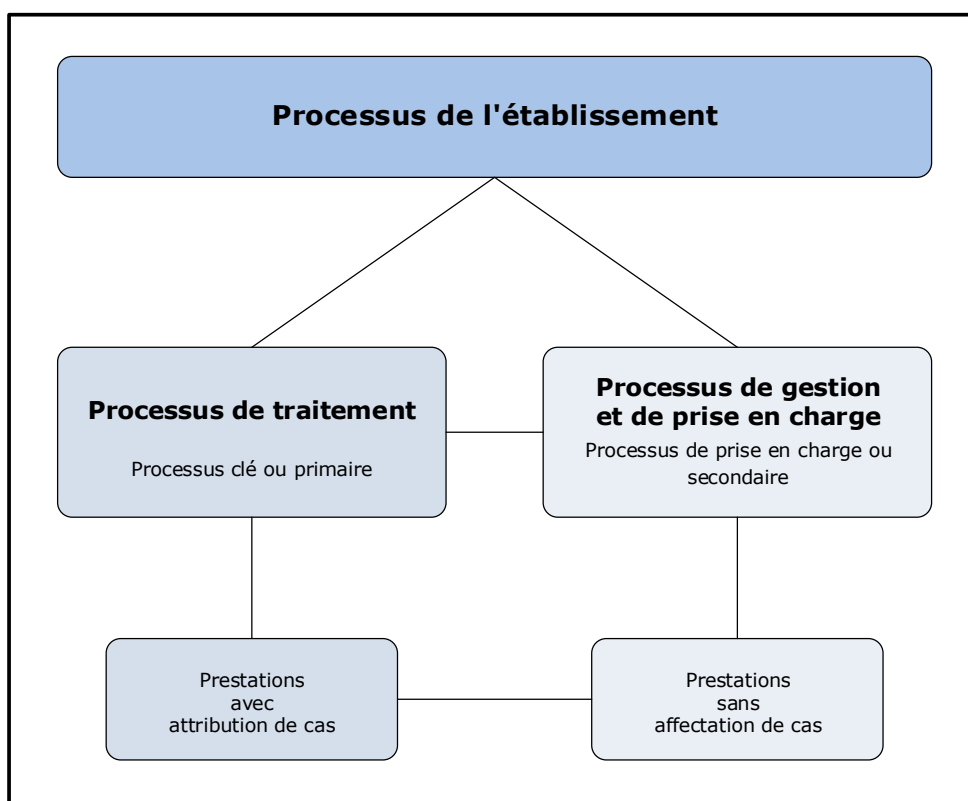 Processus de l'établissement
Processus de traitement
Processus clé ou primaire
Processus de gestion
et de prise en charge
Processus de prise en charge ou
secondaire
Prestations
avec
attribution de cas
Prestations
sans
affectation de cas